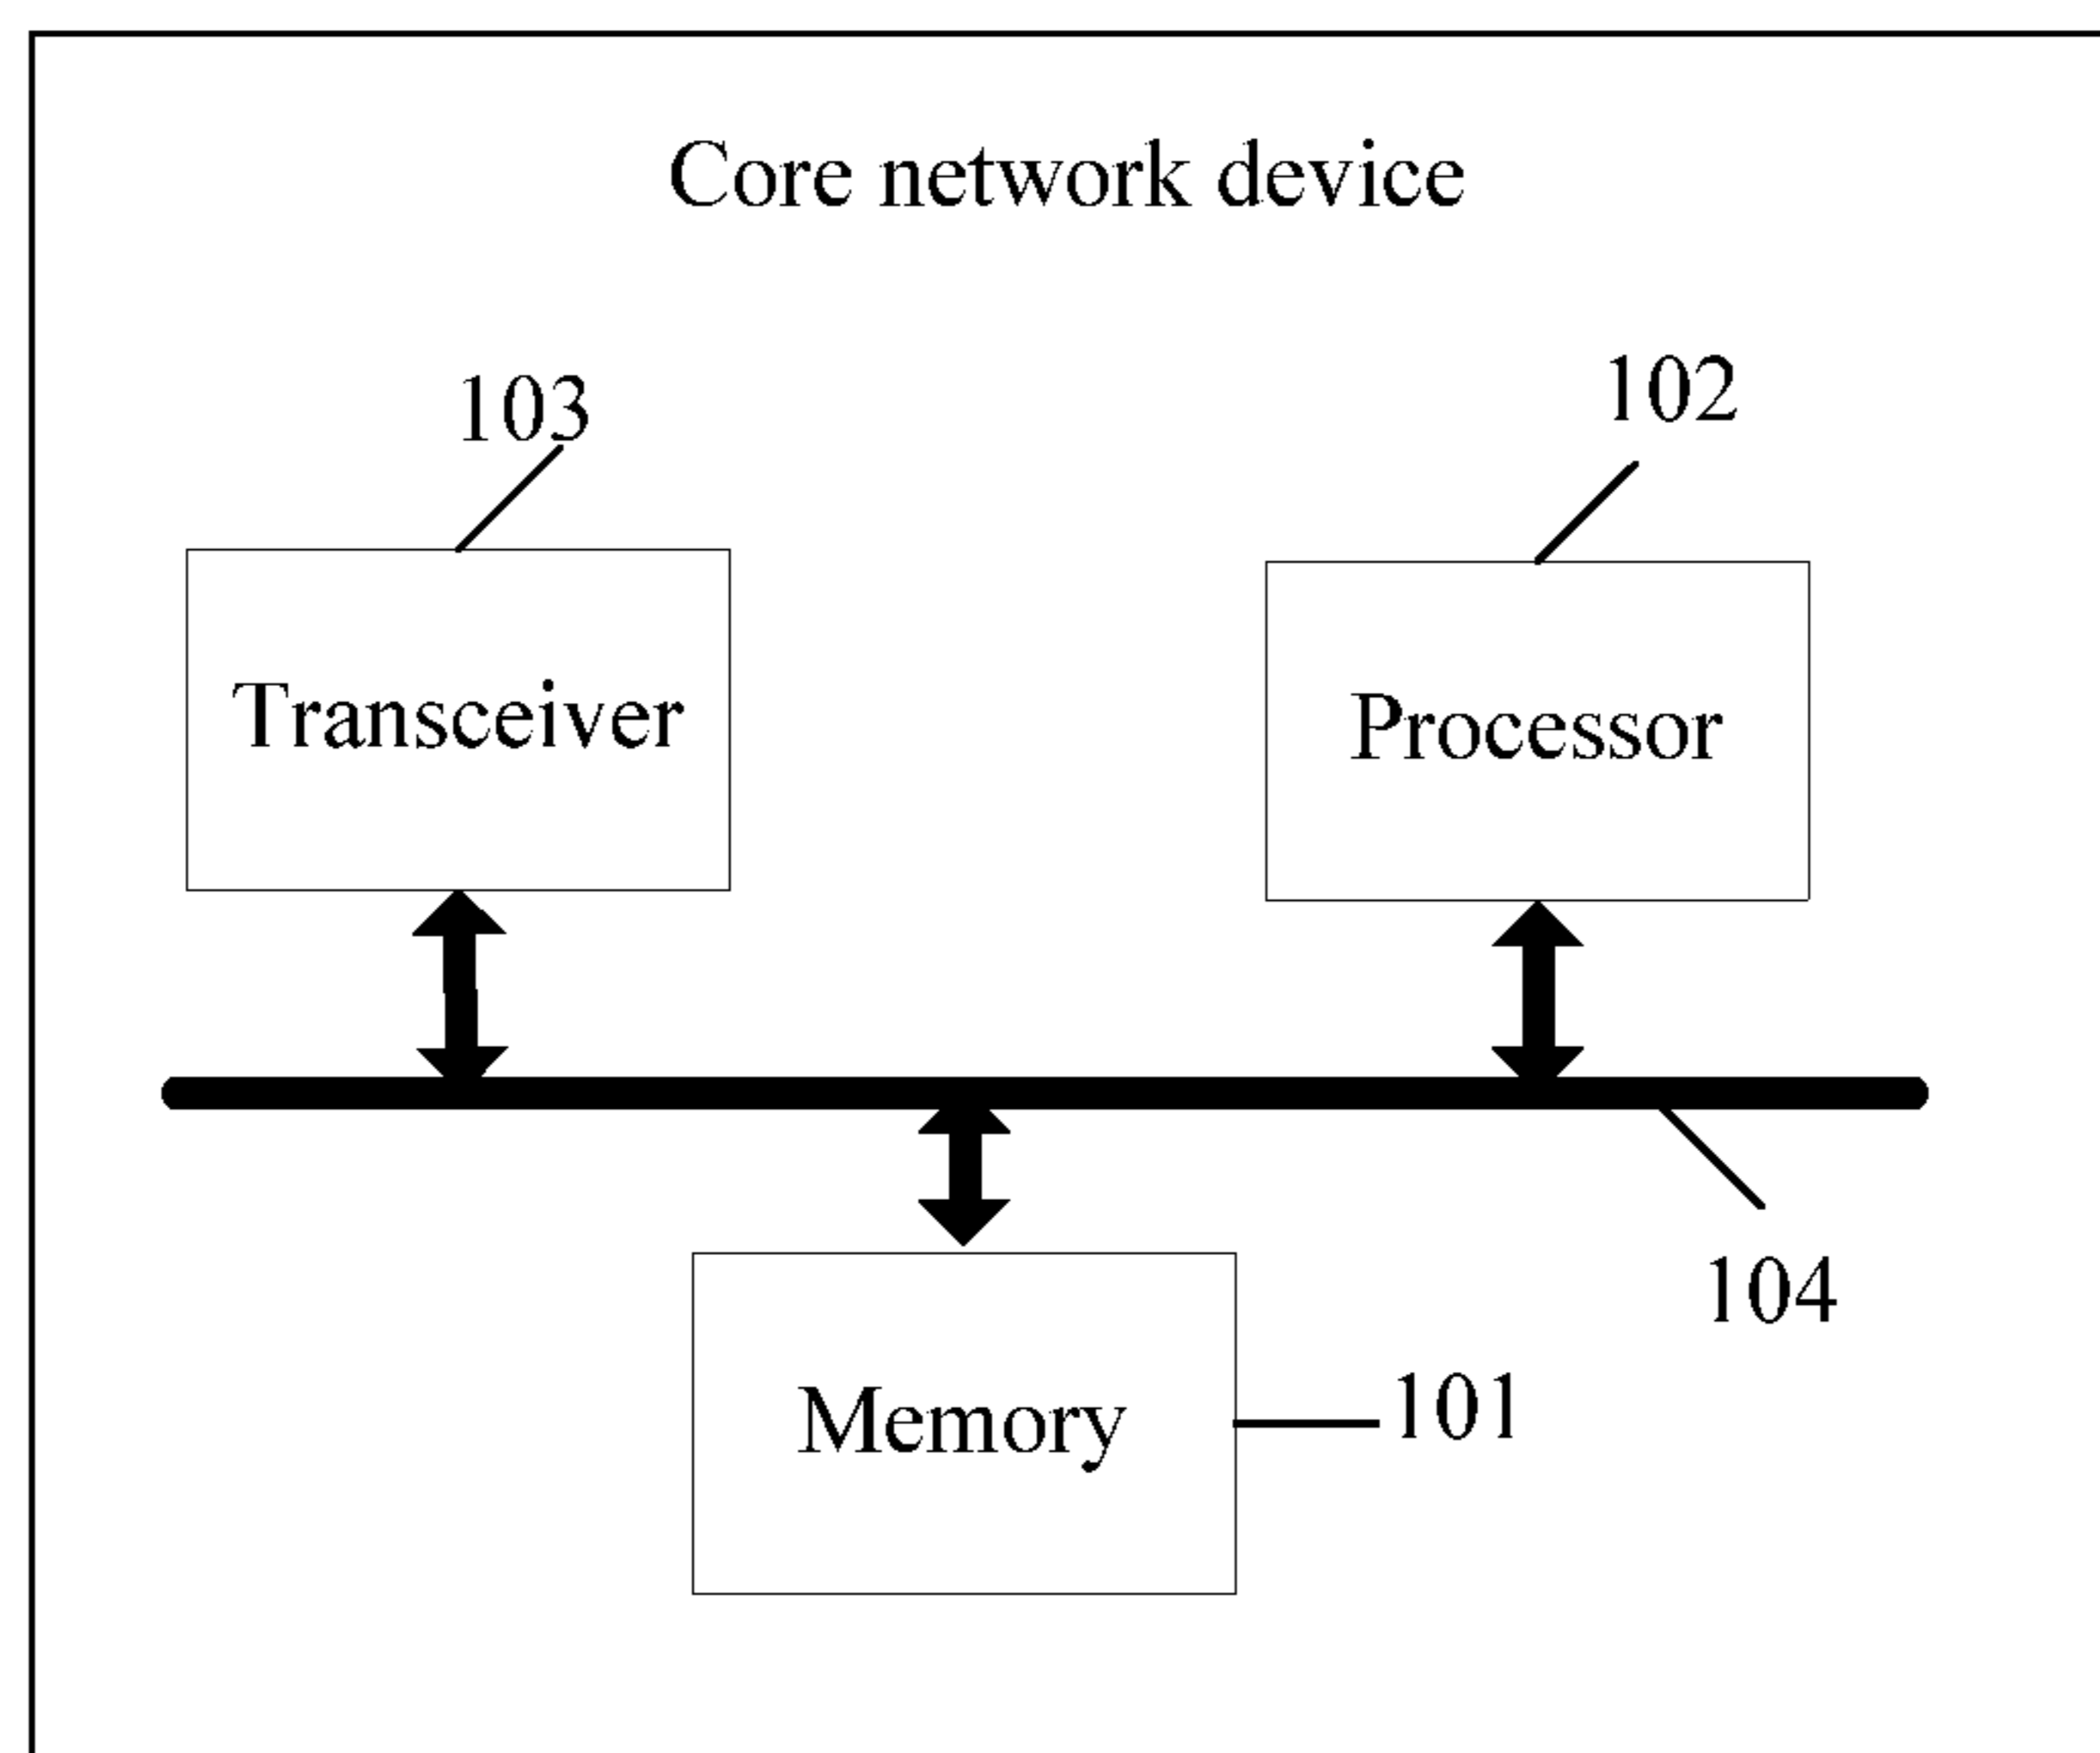 Core network device
103
102
Transceiver
Processor
104
Memory
101